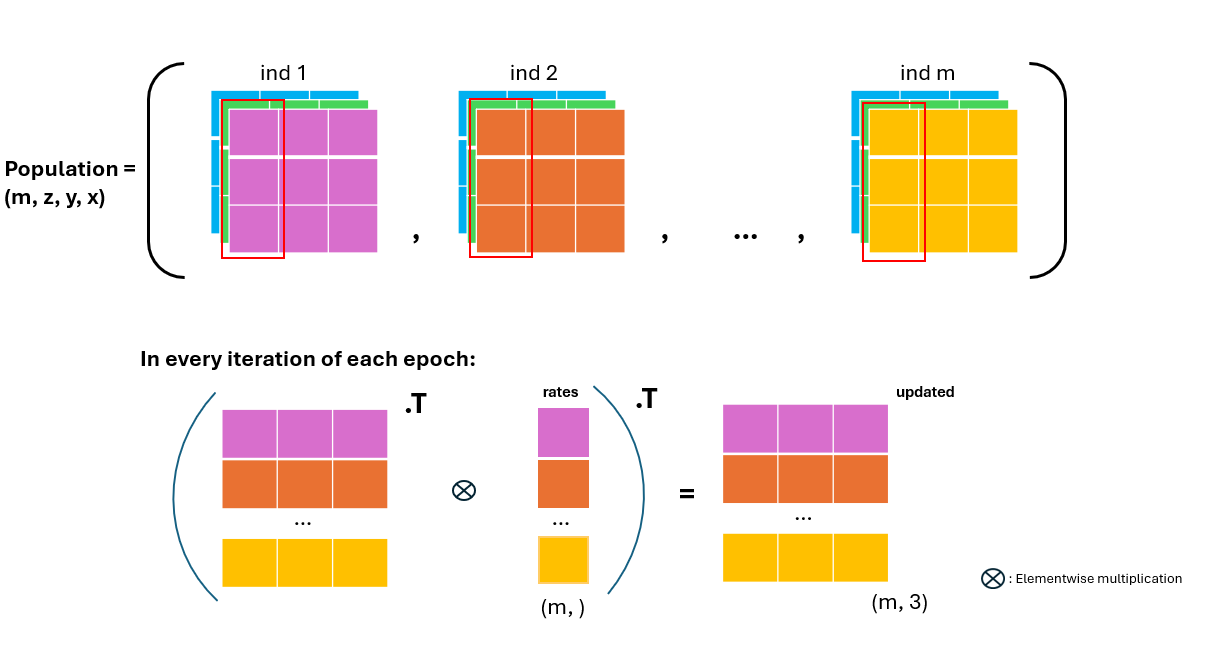 ind 1
ind 2
ind m
Population =
(m, z, y, x)
, , ... ,
In every iteration of each epoch:
.T
rates
.T
updated
=
... ... ...
(m, )
(m, 3)
: Elementwise multiplication